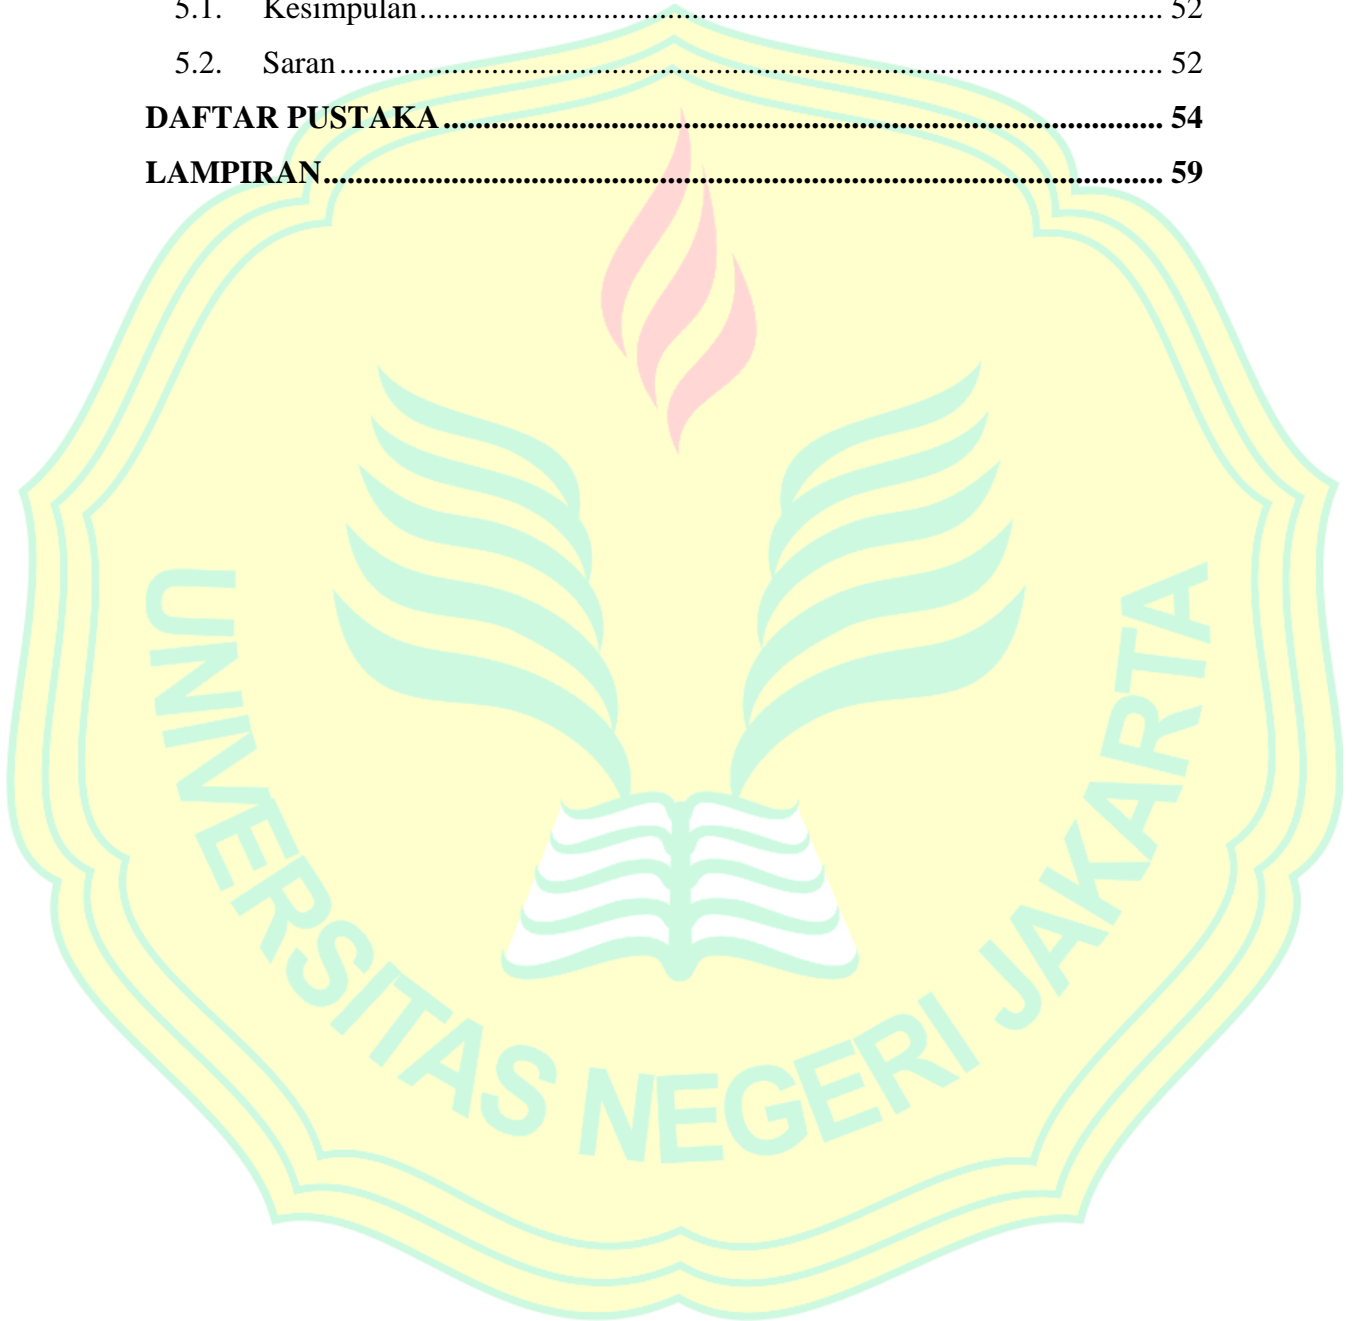 5.1. Kesimpulan............................................................................................. 52
5.2. Saran....................................................................................................... 52
DAFTAR PUSTAKA.......................................................................................... 54
LAMPIRAN......................................................................................................... 59
UNIVERSITAS NEGERI JAKARTA